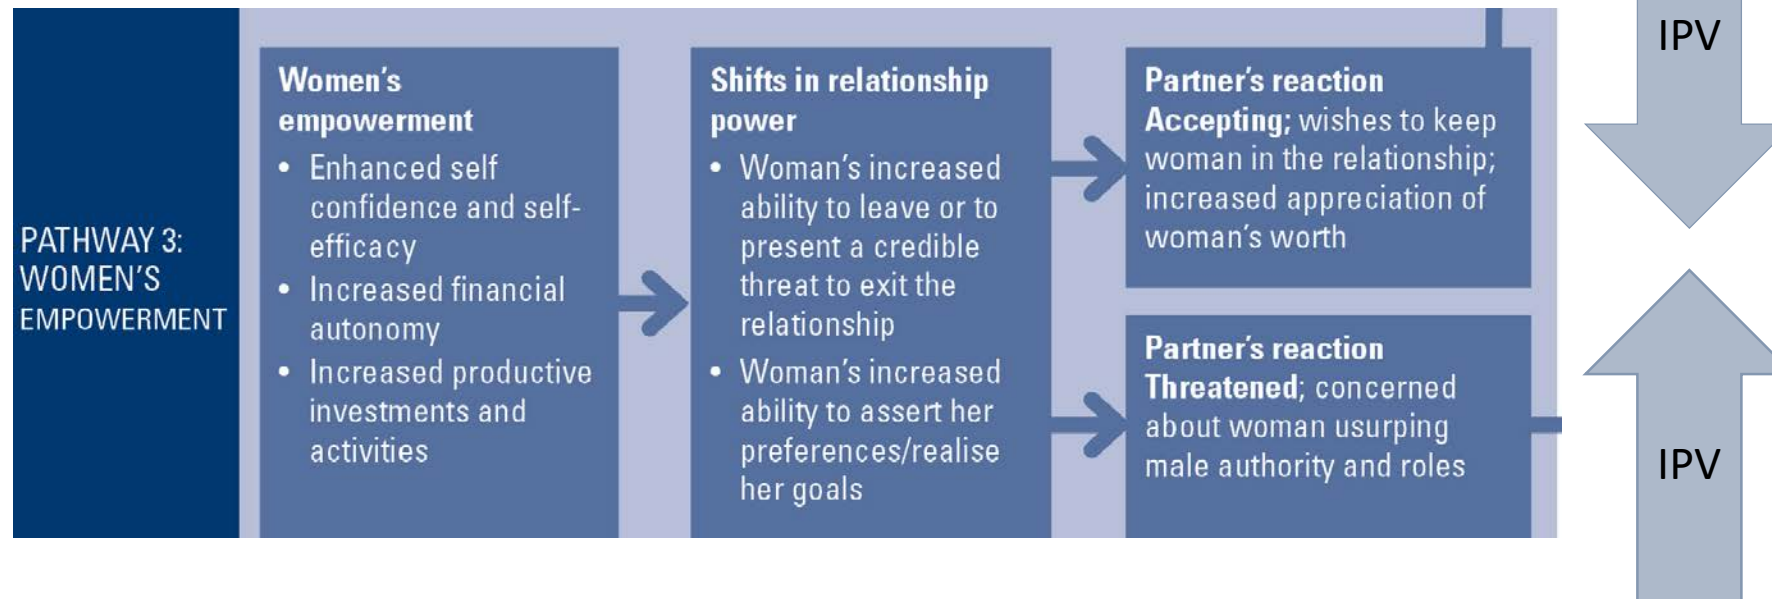 PATHWAY 3:
WOMEN'S
EMPOWERMENT
Women's
empowerment
• Enhanced self
confidence and self-
efficacy
• Increased financial
autonomy
• Increased productive
investments and
activities
Shifts in relationship
power
• Woman's increased
ability to leave or to
present a credible
threat to exit the
relationship
• Woman's increased
ability to assert her
preferences/realise
her goals
Partner's reaction
Accepting; wishes to keep
woman in the relationship;
increased appreciation of
woman's worth
Partner's reaction
Threatened; concerned
about woman usurping
male authority and roles
IPV
IPV